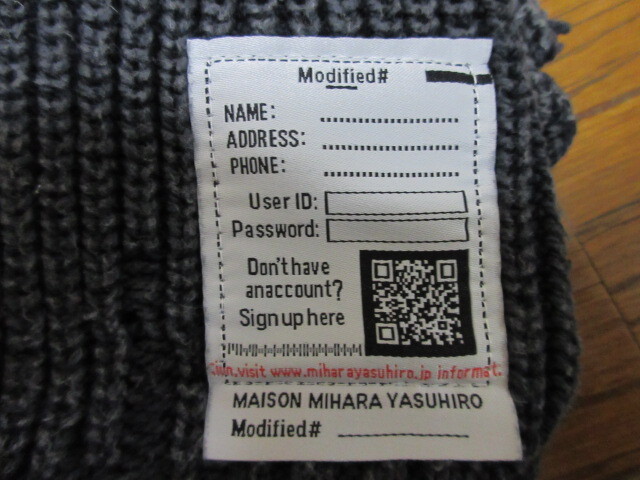 Modified#
NAME:
ADDRESS:
PHONE:
User ID:
Password:
Don't have
anaccount?
Sign up here
visit www.miharayasuhiro.jp informat.
MAISON MIHARA YASUHIRO
Modified#